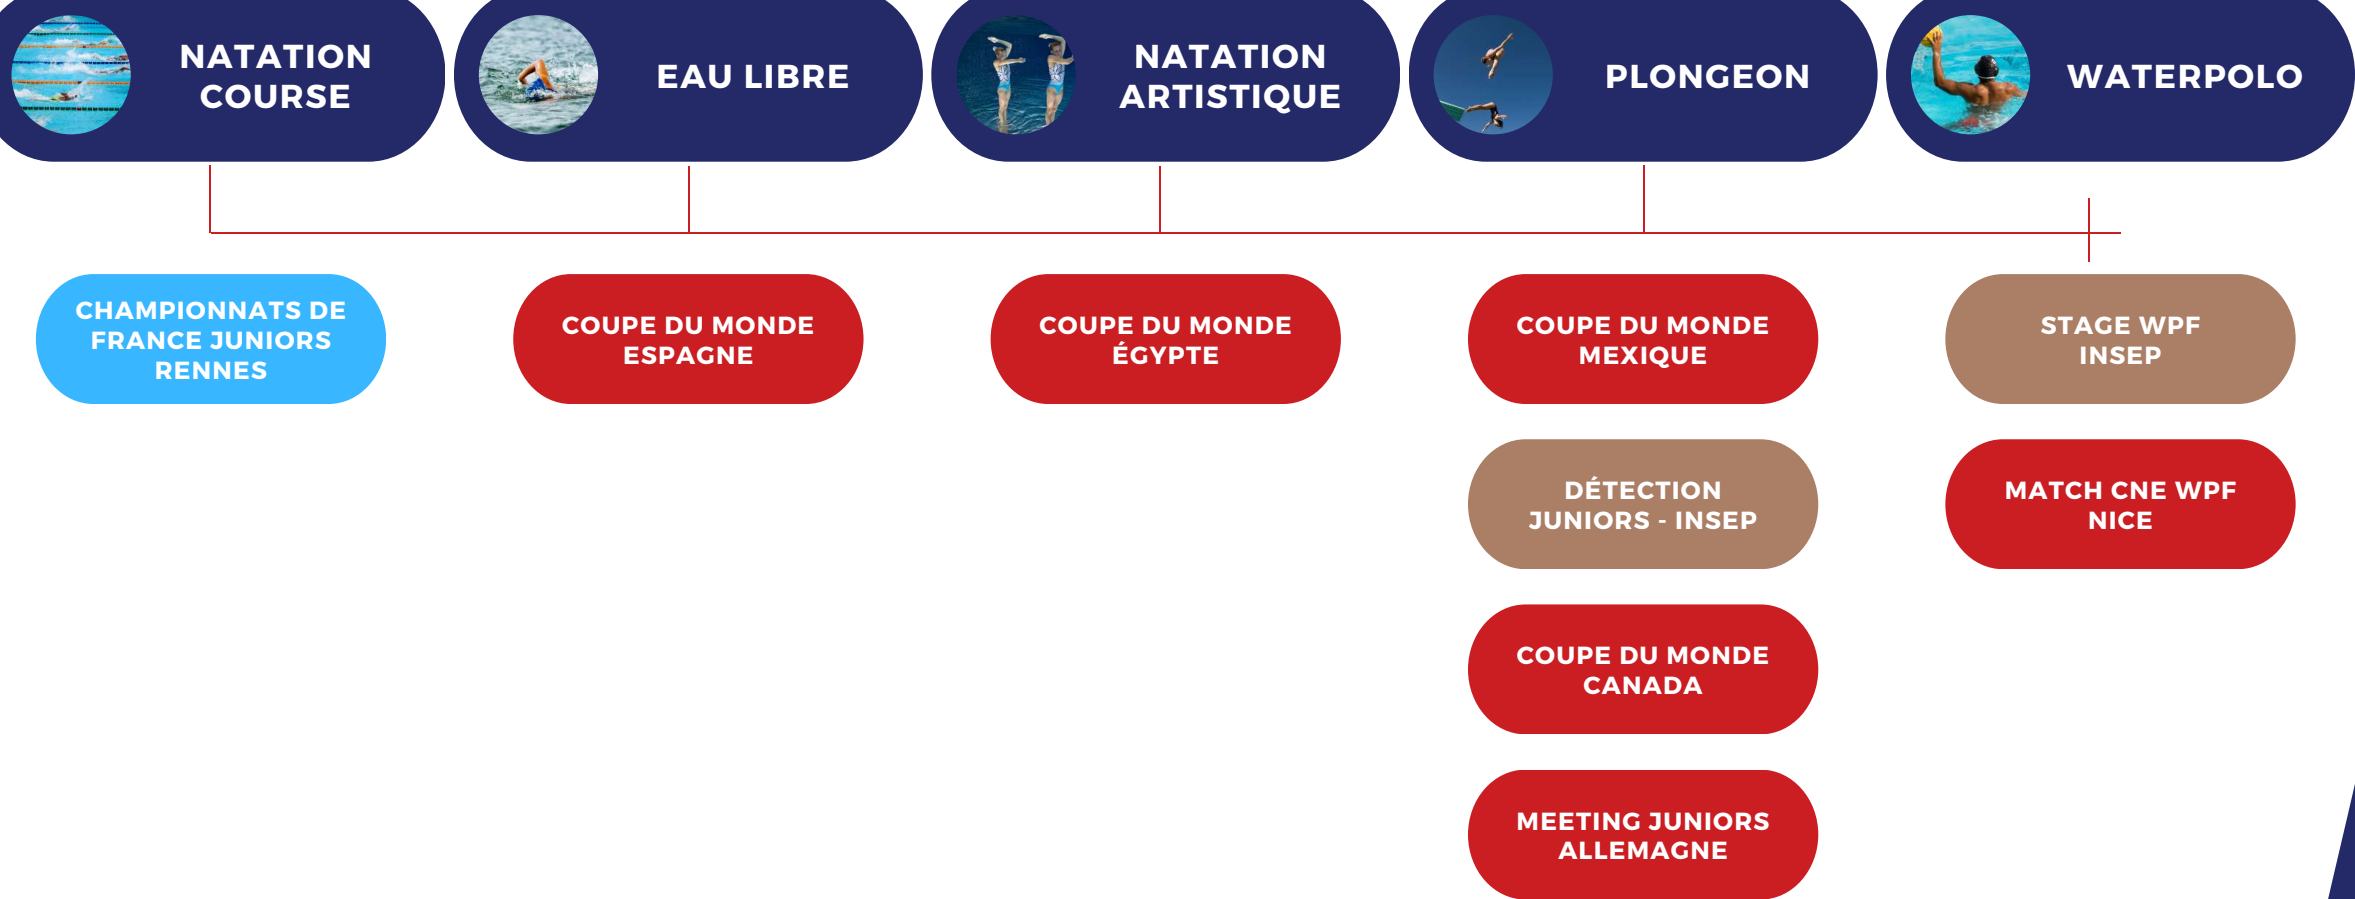 NATATION
COURSE
EAU LIBRE
NATATION
ARTISTIQUE
PLONGEON
WATERPOLO
CHAMPIONNATS DE
FRANCE JUNIORS
RENNES
COUPE DU MONDE
ESPAGNE
COUPE DU MONDE
ÉGYPTE
COUPE DU MONDE
MEXIQUE
DÉTECTION
JUNIORS - INSEP
COUPE DU MONDE
CANADA
MEETING JUNIORS
ALLEMAGNE
STAGE WPF
INSEP
MATCH CNE WPF
NICE